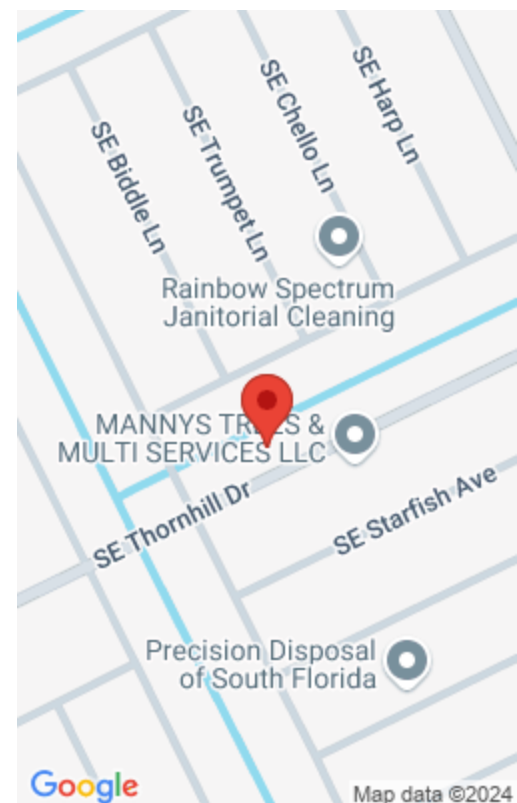 SE Biddle Ln
SE Trumpet Ln
SE Chello Ln
SE Harp Ln
Rainbow Spectrum
Janitorial Cleaning
MANNYS TREES &
MULTI SERVICES LLC
SE Thornhill Dr
SE Starfish Ave
Precision Disposal
of South Florida
Google
Map data ©2024